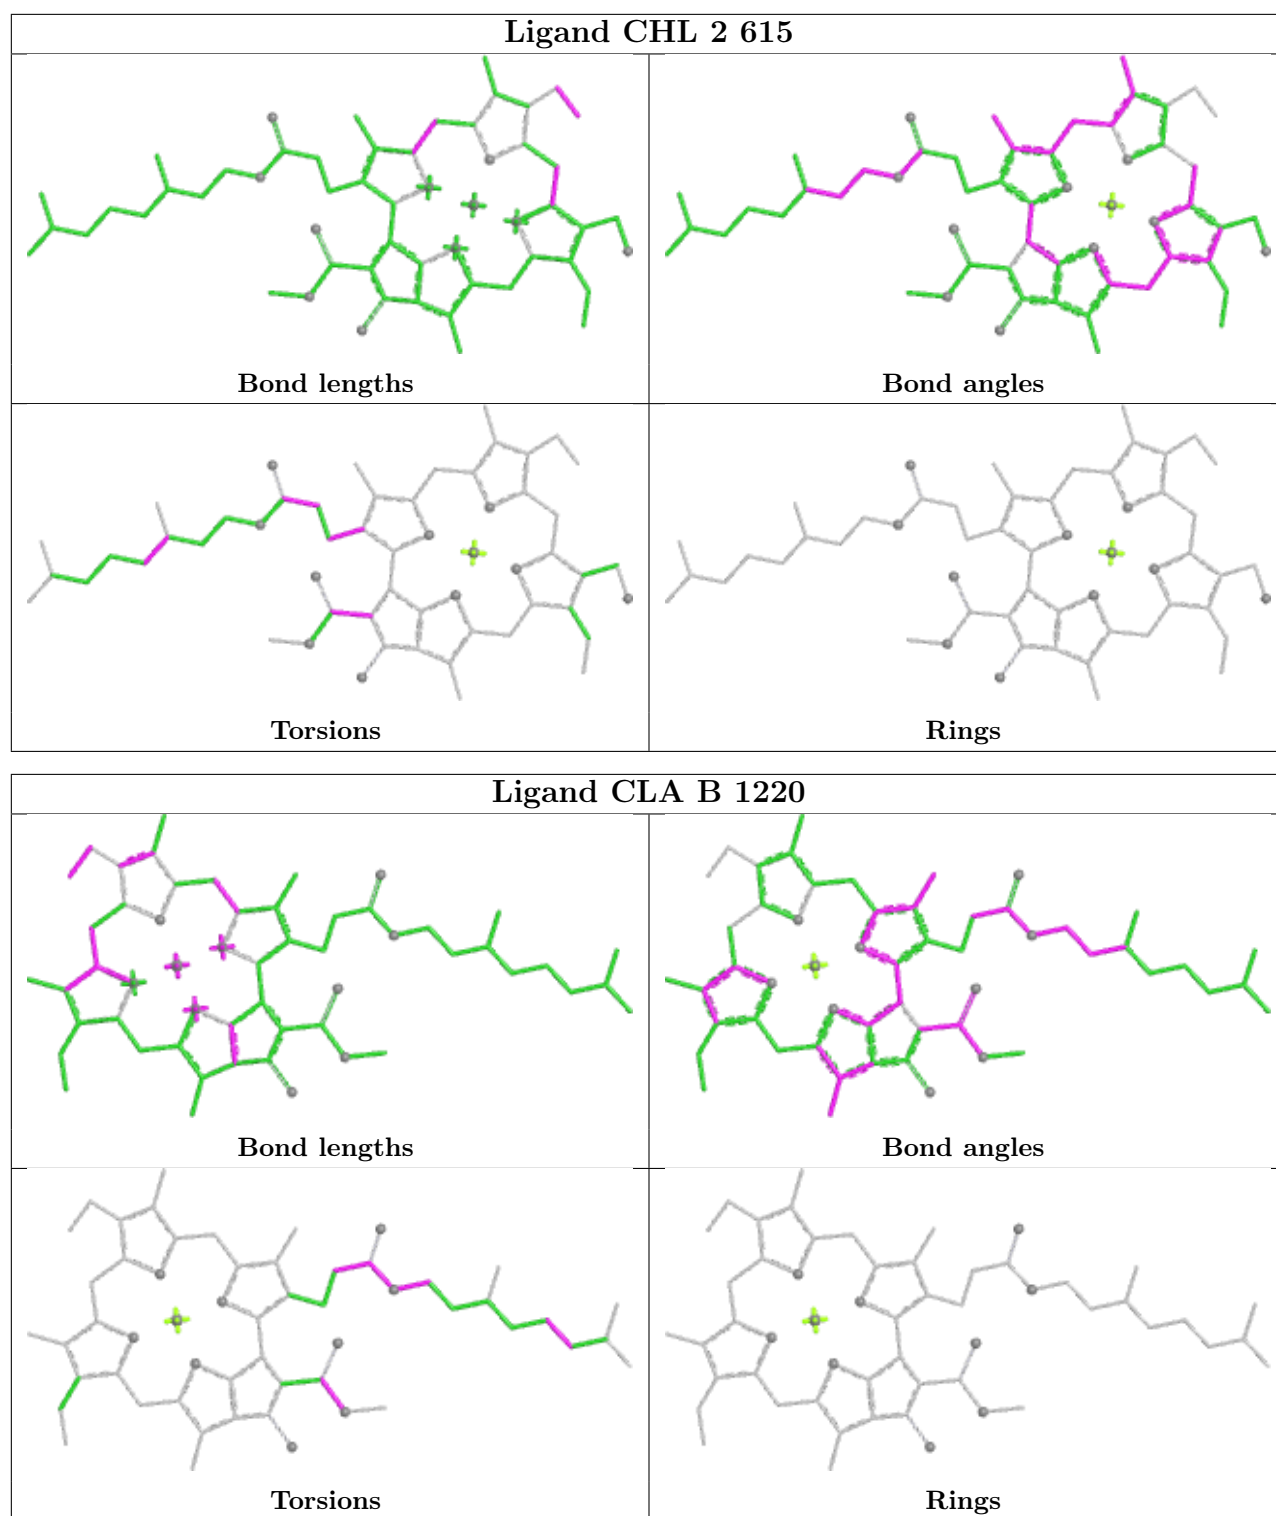 Ligand CHL 2 615
Bond lengths
Bond angles
Torsions
Rings
Ligand CLA B 1220
Bond lengths
Bond angles
Torsions
Rings